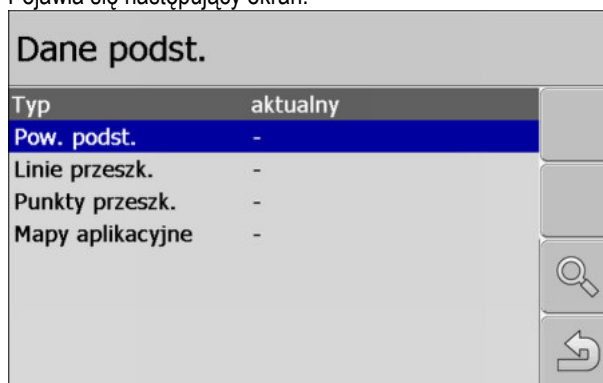 Pojawia się następujący ekran:
Dane podst.
Typ aktualny
Pow. podst. -
Linie przeszk. -
Punkty przeszk. -
Mapy aplikacyjne -